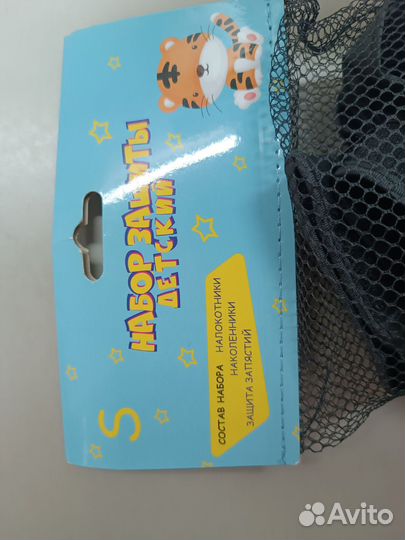 НАБОР ЗАЩИТЫ
ДЕТСКИЙ
СОСТАВ НАБОРА НАЛОКОТНИКИ
НАКОЛЕННИКИ
ЗАЩИТА ЗАПЯСТИЙ
S
Avito